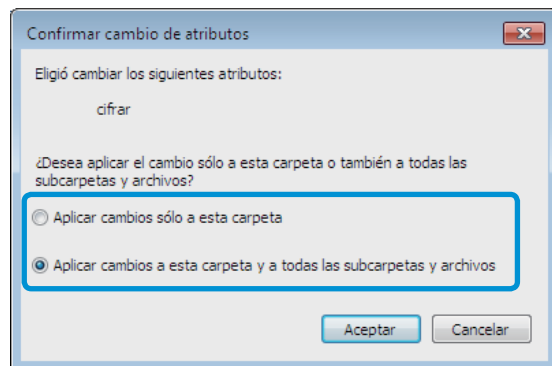 Confirmar cambio de atributos
Eligió cambiar los siguientes atributos:
cifrar
¿Desea aplicar el cambio sólo a esta carpeta o también a todas las
subcarpetas y archivos?
Aplicar cambios sólo a esta carpeta
Aplicar cambios a esta carpeta y a todas las subcarpetas y archivos
Aceptar
Cancelar